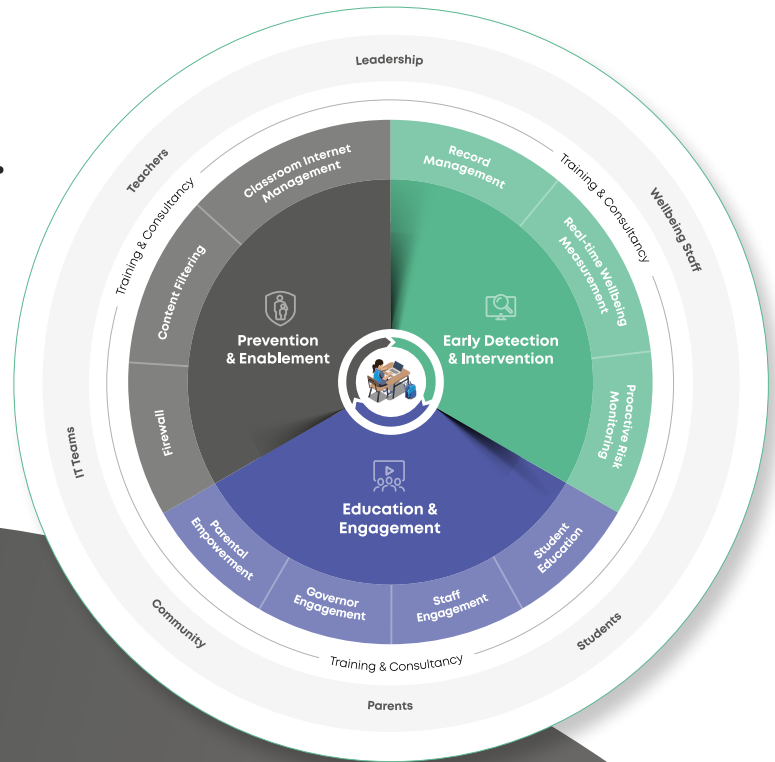 Leadership
Teachers
Wellbeing Staff
IT Teams
Community
Parents
Students
Training & Consultancy
Training & Consultancy
Training & Consultancy
Classroom Internet
Management
Content Filtering
Firewall
Record
Management
Real-time Wellbeing
Measurement
Proactive Risk
Monitoring
Parental
Empowerment
Governor
Engagement
Staff
Engagement
Student
Education
Prevention
& Enablement
Early Detection
& Intervention
Education &
Engagement